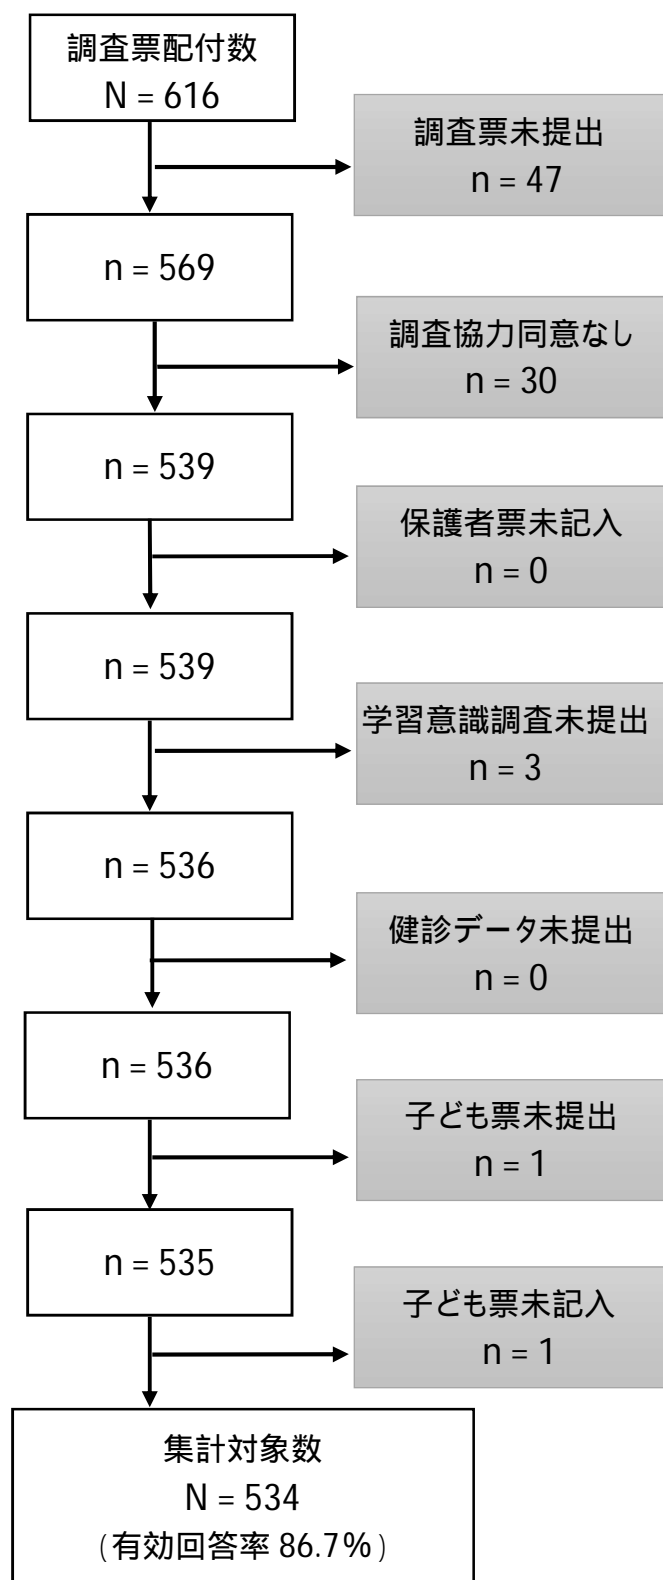 調査票配付数
N = 616
調査票未提出
n = 47
n = 569
調査協力同意なし
n = 30
n = 539
保護者票未記入
n = 0
n = 539
学習意識調査未提出
n = 3
n = 536
健診データ未提出
n = 0
n = 536
子ども票未提出
n = 1
n = 535
子ども票未記入
n = 1
集計対象数
N = 534
（有効回答率 86.7%）